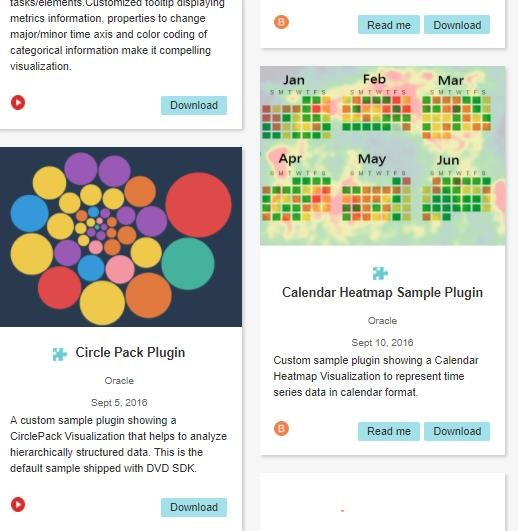 tasks/elements.Customized tooltip displaying
metrics information, properties to change
major/minor time axis and color coding of
categorical information make it compelling
visualization.
Download
Circle Pack Plugin
Oracle
Sept 5, 2016
A custom sample plugin showing a
CirclePack Visualization that helps to analyze
hierarchically structured data. This is the
default sample shipped with DVD SDK.
Download
B
Read me Download
Jan Feb Mar
S M T W T F S S M T W T F S S M T W T F S
Apr May Jun
S M T W T F S S M T W T F S S M T W T F S
Calendar Heatmap Sample Plugin
Oracle
Sept 10, 2016
Custom sample plugin showing a Calendar
Heatmap Visualization to represent time
series data in calendar format.
B
Read me Download